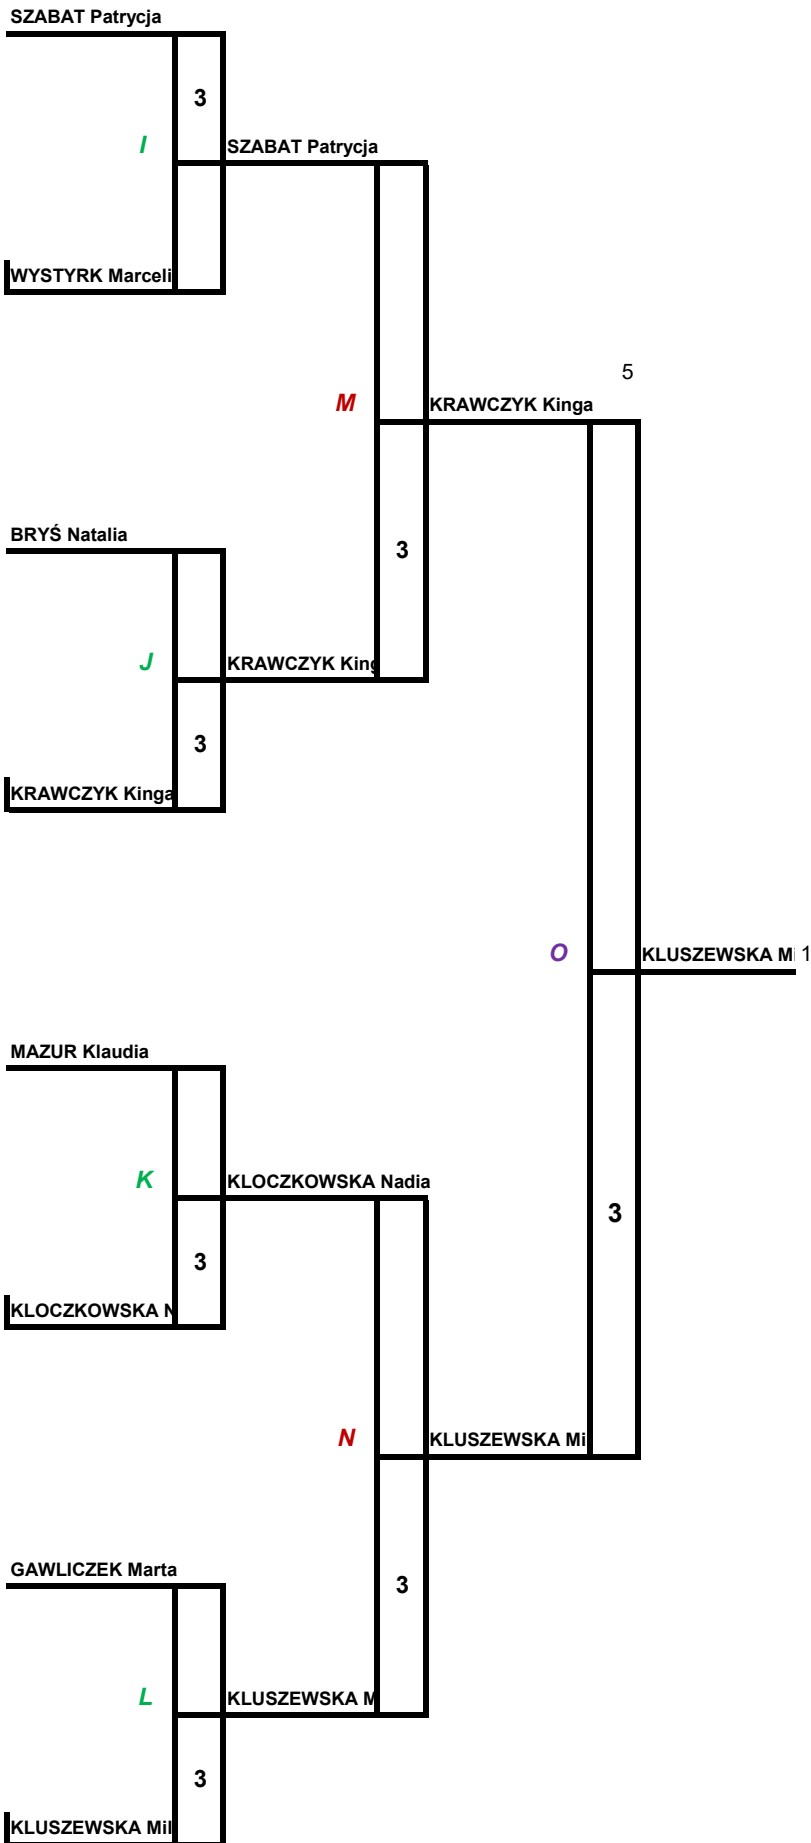 SZABAT Patrycja
3
I
SZABAT Patrycja
WYSTYRK Marceli
5
M
KRAWCZYK Kinga
BRYŚ Natalia
3
J
KRAWCZYK King
3
KRAWCZYK Kinga
O
KLUSZEWSKA Mi 1
MAZUR Klaudia
K
KLOCZKOWSKA Nadia
3
3
KLOCZKOWSKA N
N
KLUSZEWSKA Mi
GAWLICZEK Marta
3
L
KLUSZEWSKA M
3
KLUSZEWSKA Mil